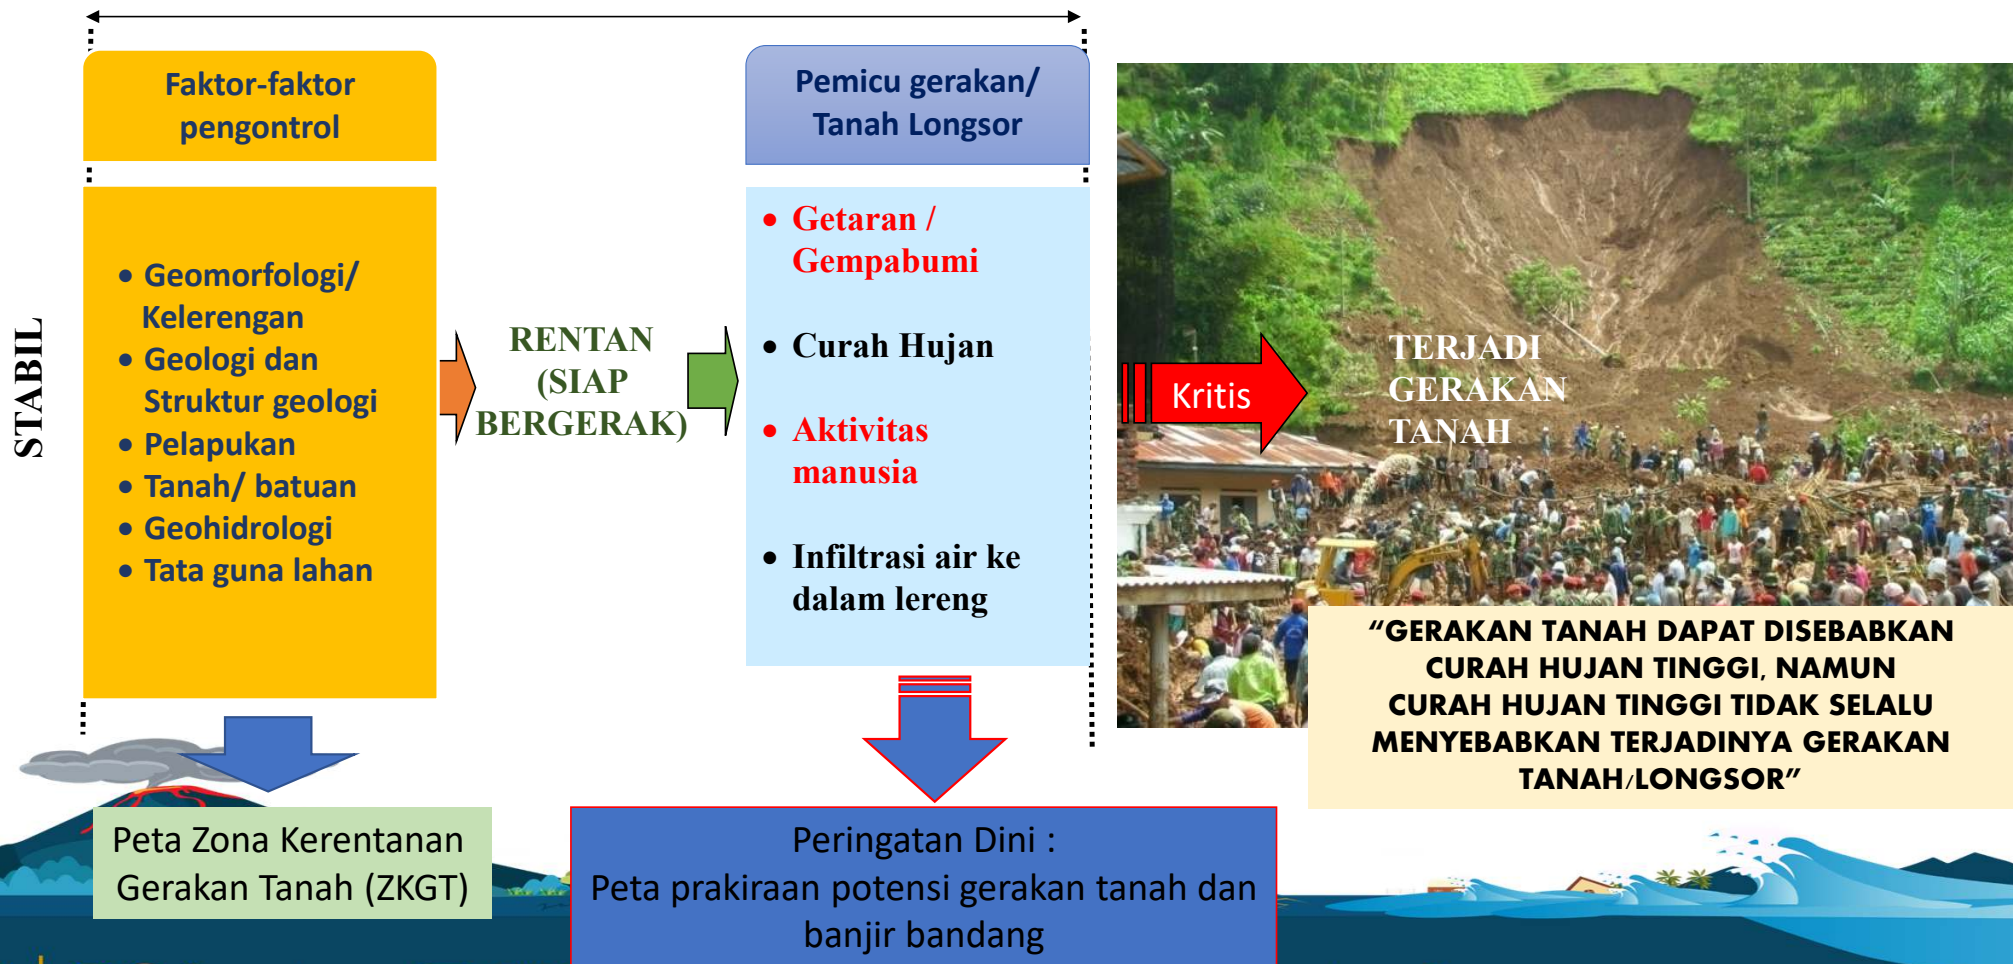 STABIL
Faktor-faktor
pengontrol
• Geomorfologi/
Kelerengan
• Geologi dan
Struktur geologi
• Pelapukan
• Tanah/ batuan
• Geohidrologi
• Tata guna lahan
RENTAN
(SIAP
BERGERAK)
Pemicu gerakan/
Tanah Longsor
• Getaran /
Gempabumi
• Curah Hujan
• Aktivitas
manusia
• Infiltrasi air ke
dalam lereng
Kritis
TERJADI
GERAKAN
TANAH
“GERAKAN TANAH DAPAT DISEBABKAN
CURAH HUJAN TINGGI, NAMUN
CURAH HUJAN TINGGI TIDAK SELALU
MENYEBABKAN TERJADINYA GERAKAN
TANAH/LONGSOR”
Peta Zona Kerentanan
Gerakan Tanah (ZKGT)
Peringatan Dini :
Peta prakiraan potensi gerakan tanah dan
banjir bandang